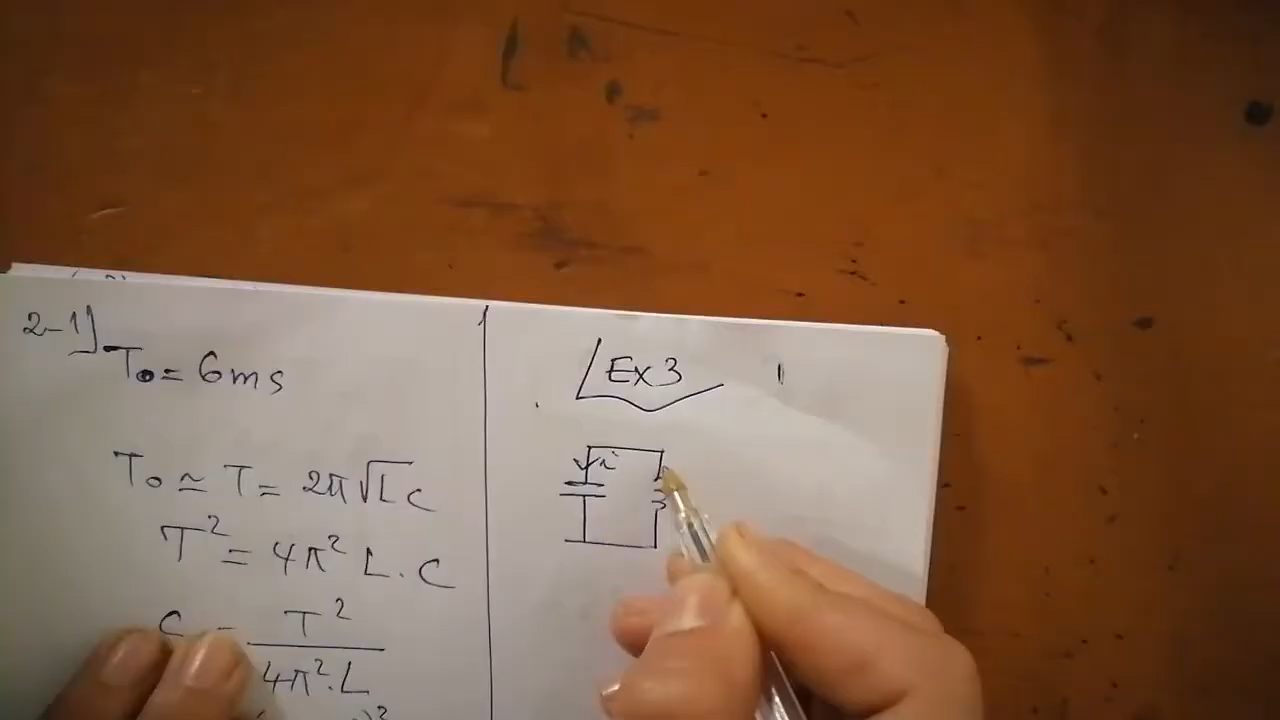 2-1]
T₀ = 6ms
T₀ ≃ T = 2π√LC
T² = 4π² L.C
C = T² / 4π².L
Ex3
i